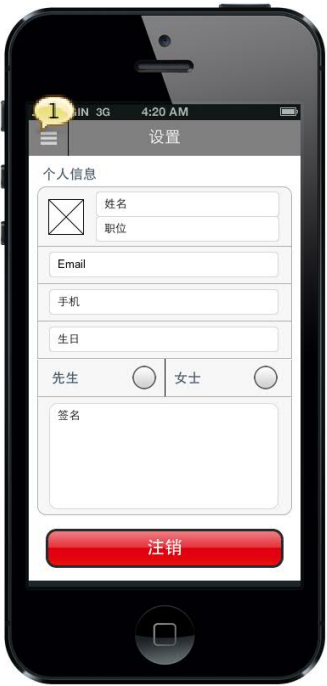 1
IN 3G 4:20 AM
设置
个人信息
姓名
职位
Email
手机
生日
先生 女士
签名
注销